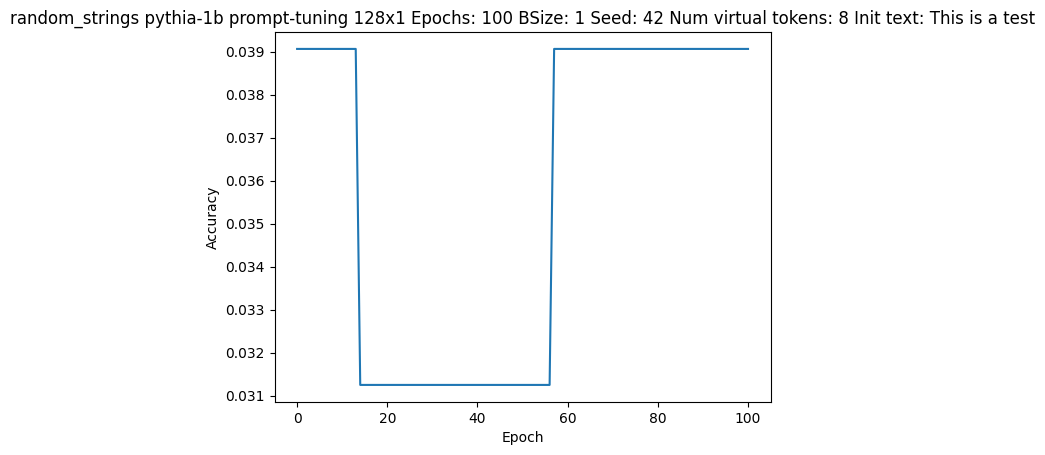 random_strings pythia-1b prompt-tuning 128x1 Epochs: 100 BSize: 1 Seed: 42 Num virtual tokens: 8 Init text: This is a test
0.039
0.038
0.037
0.036
0.035
0.034
0.033
0.032
0.031
Accuracy
0 20 40 60 80 100
Epoch